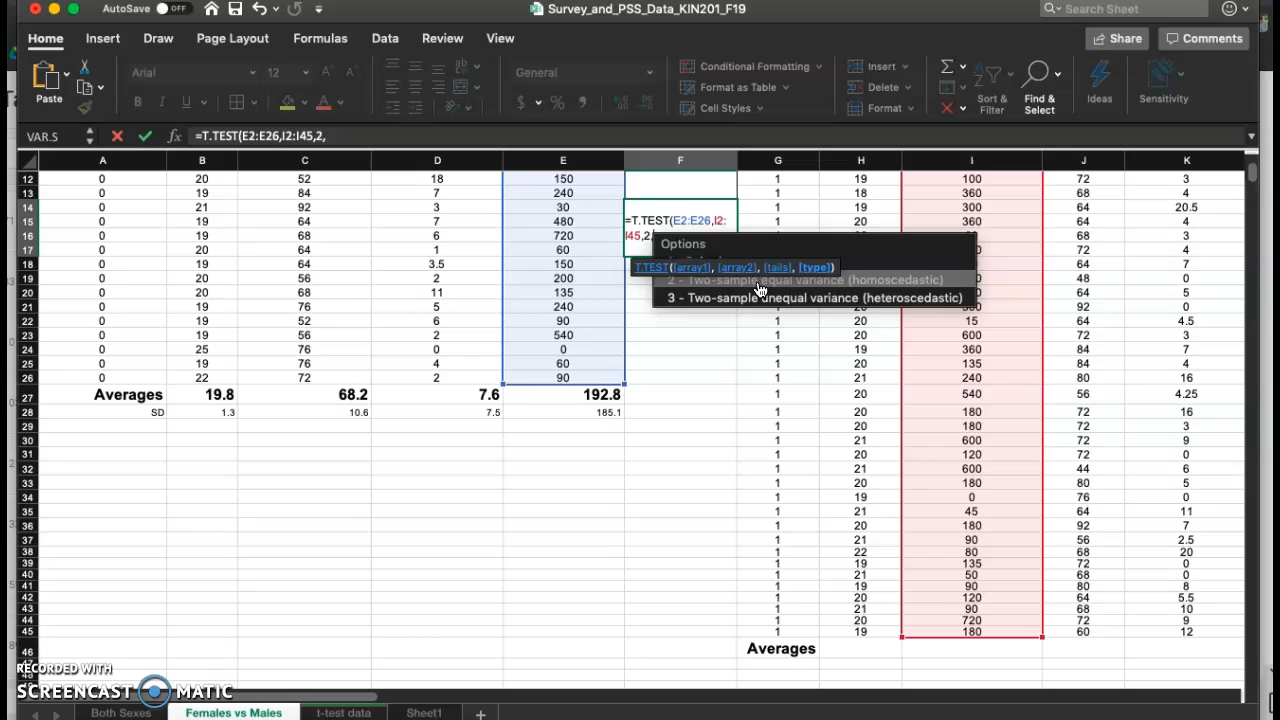 AutoSave OFF Survey_and_PSS_Data_KIN201_F19 Search Sheet
Home Insert Draw Page Layout Formulas Data Review View Share Comments
Paste Arial 12 General Conditional Formatting Insert Sort & Filter Find & Select Ideas Sensitivity
B I U $ % Format as Table Delete
Cell Styles Format
VAR.S fx =T.TEST(E2:E26,I2:I45,2,
A B C D E F G H I J K
12 0 20 52 18 150 1 19 100 72 3
13 0 19 84 7 240 1 18 360 68 4
14 0 21 92 3 30 1 19 300 64 20.5
15 0 19 64 7 480 =T.TEST(E2:E26,I2: 1 20 360 64 4
16 0 19 68 6 720 I45,2, 1 20 68 3
17 0 20 64 1 60 Options 1 20 72 4
18 0 19 64 3.5 150 T.TEST([array1], [array2], [tails], [type]) 1 64 7
19 0 20 56 2 200 2 - Two-sample equal variance (homoscedastic) 48 0
20 0 20 68 11 135 3 - Two-sample unequal variance (heteroscedastic) 64 5
21 0 19 76 5 240 1 20 92 0
22 0 19 56 6 90 1 20 15 64 4.5
23 0 19 56 2 540 1 20 600 72 3
24 0 25 76 0 0 1 19 360 84 7
25 0 19 76 4 60 1 20 135 84 4
26 0 22 72 2 90 1 21 240 80 16
27 Averages 19.8 68.2 7.6 192.8 1 20 540 56 4.25
28 SD 1.3 10.6 7.5 185.1 1 20 180 72 16
29 1 20 180 72 3
30 1 21 600 72 9
31 1 20 120 72 0
32 1 21 600 44 6
33 1 20 180 80 5
34 1 19 0 76 0
35 1 21 45 64 11
36 1 20 180 92 7
37 1 21 90 56 2.5
38 1 22 80 68 20
39 1 19 135 72 0
40 1 21 50 68 0
41 1 19 90 80 8
42 1 20 120 64 5.5
43 1 21 90 68 10
44 1 20 720 72 9
45 1 19 180 60 12
46 Averages
RECORDED WITH
SCREENCAST MATIC
Both Sexes Females vs Males t-test data Sheet1 +